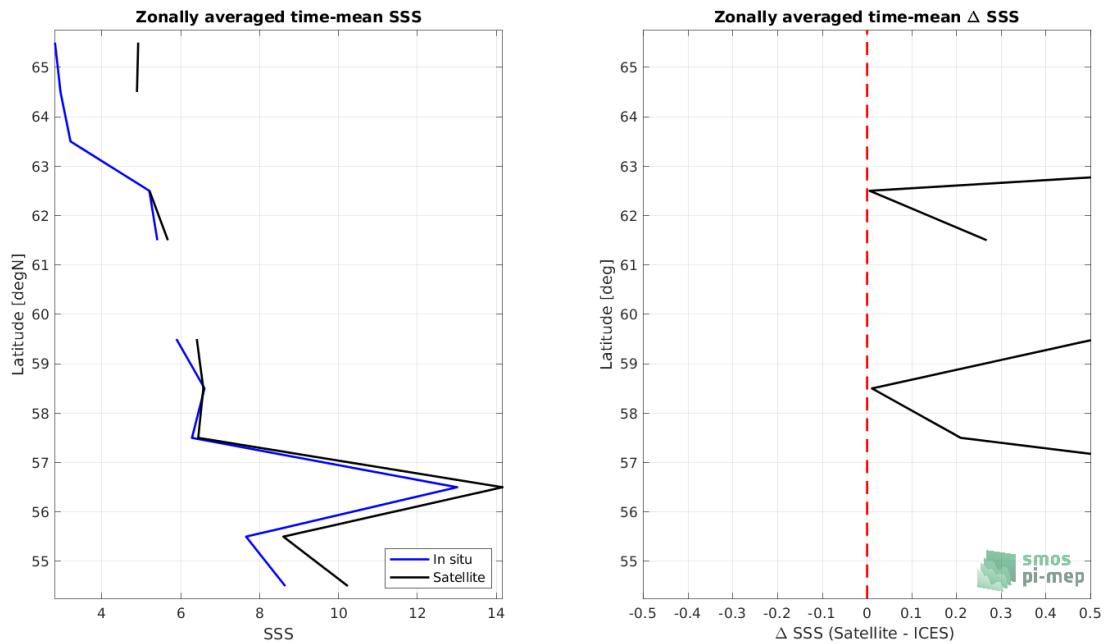 Zonally averaged time-mean SSS
65
64
63
62
61
60
59
58
57
56
55
Latitude [degN]
4 6 8 10 12 14
SSS
In situ
Satellite
Zonally averaged time-mean Δ SSS
65
64
63
62
61
60
59
58
57
56
55
Latitude [deg]
-0.5 -0.4 -0.3 -0.2 -0.1 0 0.1 0.2 0.3 0.4 0.5
Δ SSS (Satellite - ICES)
smos
pi-mep